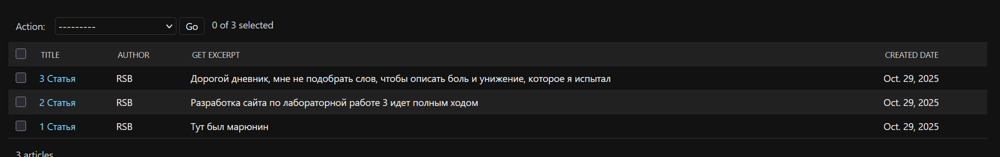 Action: --------- Go 0 of 3 selected
TITLE AUTHOR GET EXCERPT CREATED DATE
3 Статья RSB Дорогой дневник, мне не подобрать слов, чтобы описать боль и унижение, которое я испытал Oct. 29, 2025
2 Статья RSB Разработка сайта по лабораторной работе 3 идет полным ходом Oct. 29, 2025
1 Статья RSB Тут был марюнин Oct. 29, 2025
3 articles